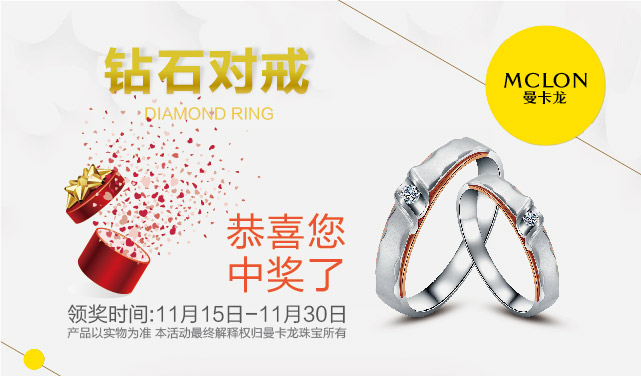 钻石对戒
DIAMOND RING
MCLON
曼卡龙
恭喜您
中奖了
领奖时间:11月15日-11月30日
产品以实物为准 本活动最终解释权归曼卡龙珠宝所有